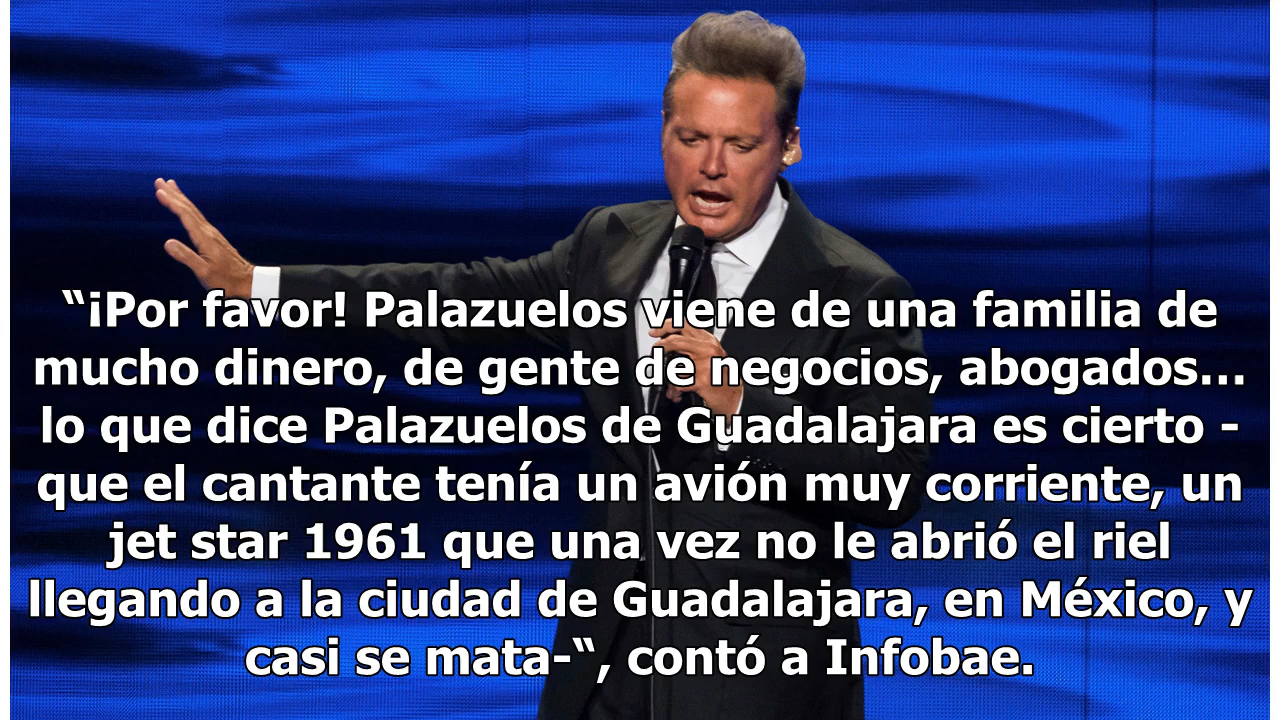 “¡Por favor! Palazuelos viene de una familia de
mucho dinero, de gente de negocios, abogados...
lo que dice Palazuelos de Guadalajara es cierto -
que el cantante tenía un avión muy corriente, un
jet star 1961 que una vez no le abrió el riel
llegando a la ciudad de Guadalajara, en México, y
casi se mata-“, contó a Infobae.